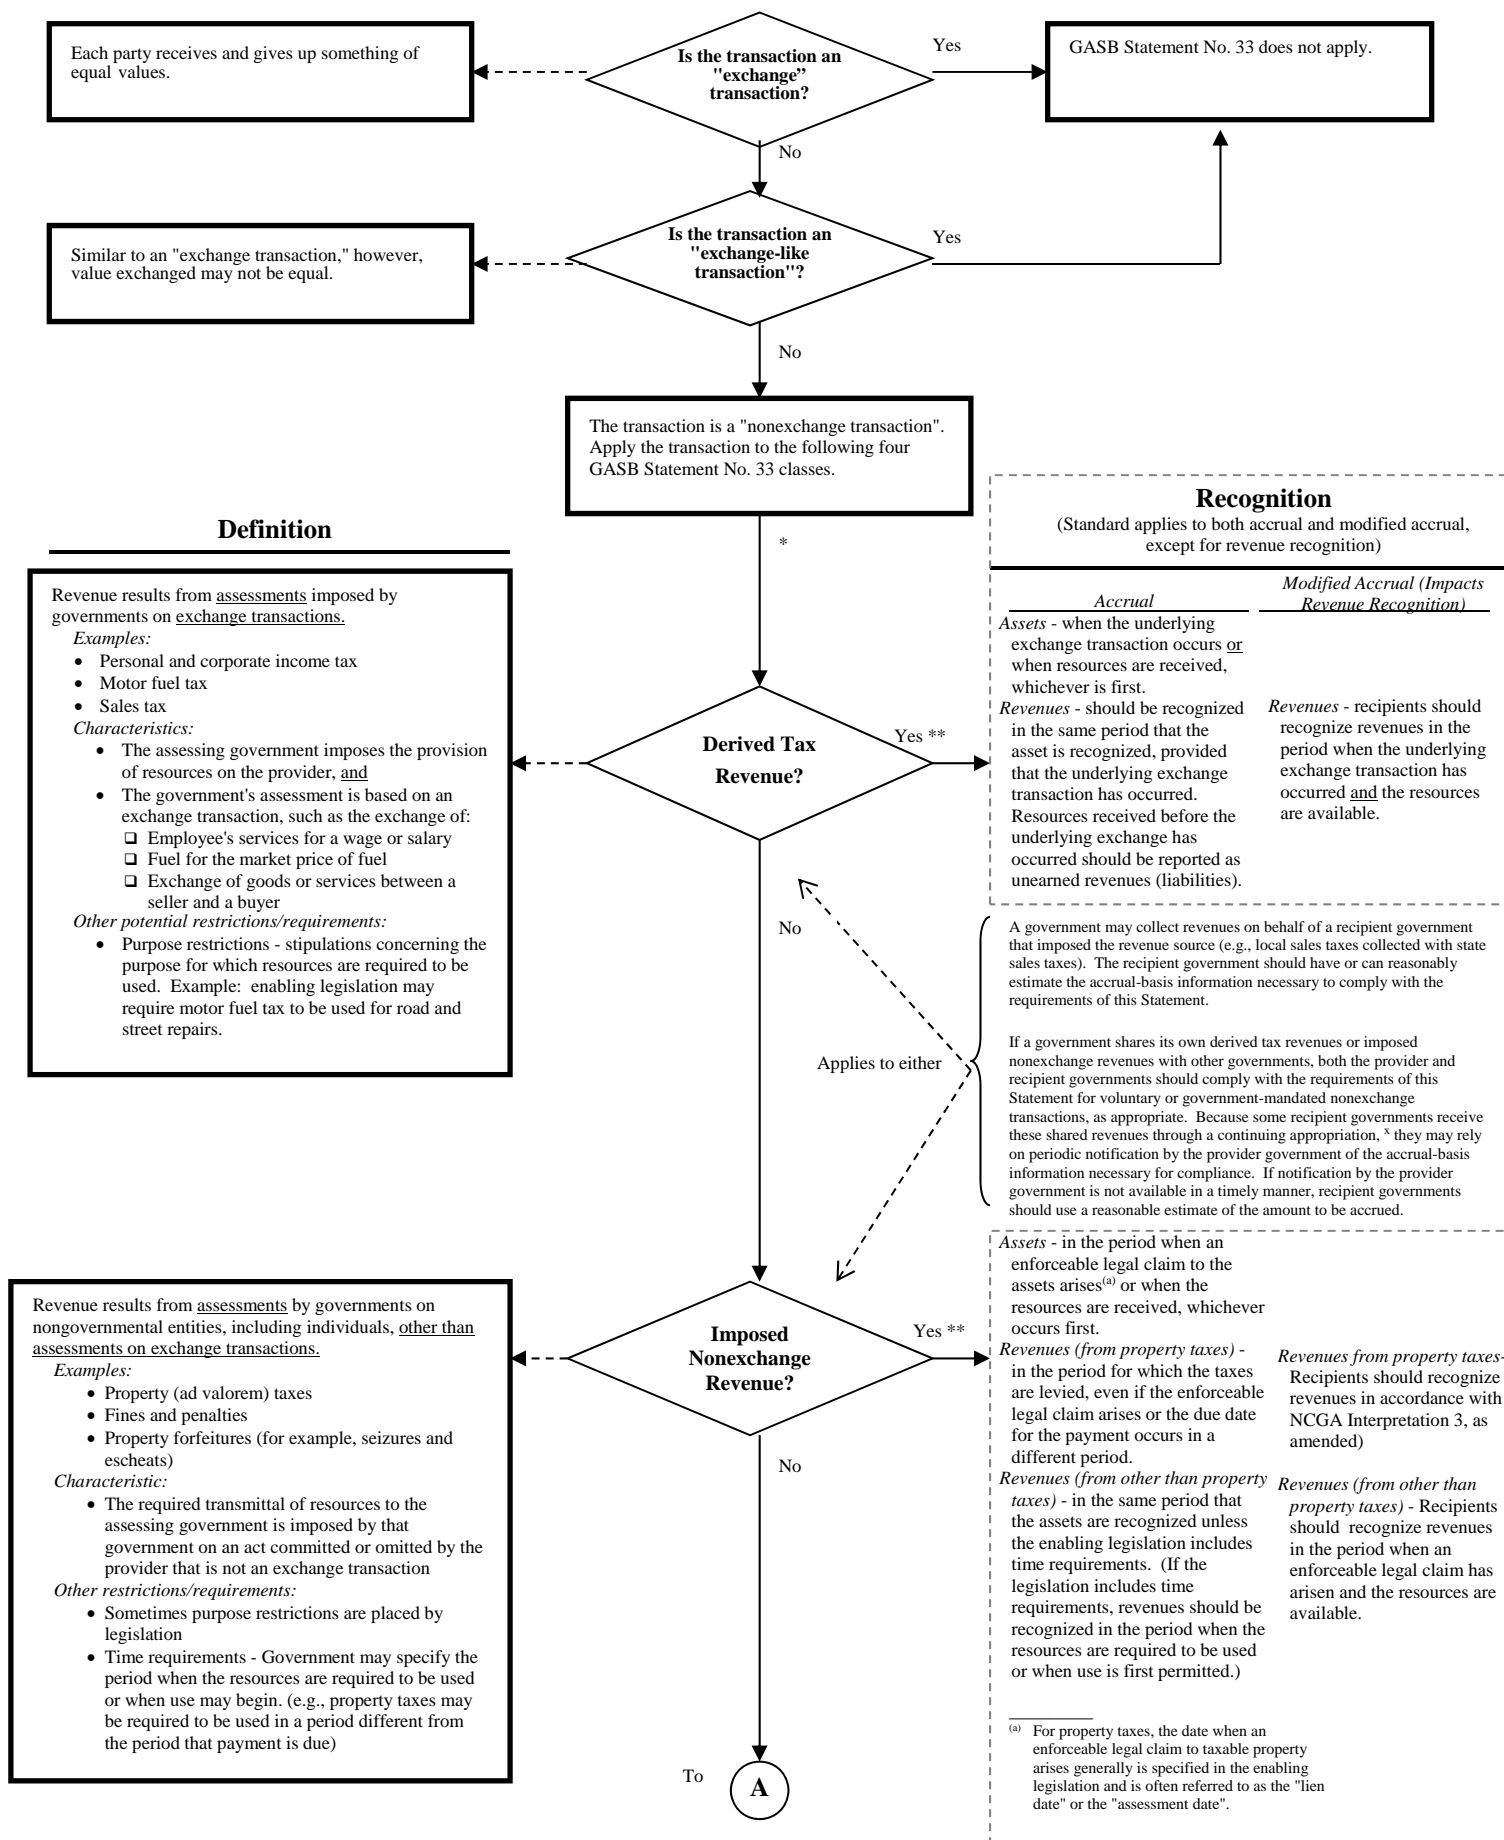 Each party receives and gives up something of
equal values.
Is the transaction an
"exchange”
transaction?
Yes
GASB Statement No. 33 does not apply.
No
Similar to an "exchange transaction," however,
value exchanged may not be equal.
Is the transaction an
"exchange-like
transaction"?
Yes
No
The transaction is a "nonexchange transaction".
Apply the transaction to the following four
GASB Statement No. 33 classes.
*
Definition
Recognition
(Standard applies to both accrual and modified accrual,
except for revenue recognition)
Accrual
Modified Accrual (Impacts
Revenue Recognition)
Revenue results from assessments imposed by
governments on exchange transactions.
Examples:
• Personal and corporate income tax
• Motor fuel tax
• Sales tax
Characteristics:
• The assessing government imposes the provision
of resources on the provider, and
• The government's assessment is based on an
exchange transaction, such as the exchange of:
❑ Employee's services for a wage or salary
❑ Fuel for the market price of fuel
❑ Exchange of goods or services between a
seller and a buyer
Other potential restrictions/requirements:
• Purpose restrictions - stipulations concerning the
purpose for which resources are required to be
used. Example: enabling legislation may
require motor fuel tax to be used for road and
street repairs.
Derived Tax
Revenue?
Yes **
No
Assets - when the underlying
exchange transaction occurs or
when resources are received,
whichever is first.
Revenues - should be recognized
in the same period that the
asset is recognized, provided
that the underlying exchange
transaction has occurred.
Resources received before the
underlying exchange has
occurred should be reported as
unearned revenues (liabilities).
Revenues - recipients should
recognize revenues in the
period when the underlying
exchange transaction has
occurred and the resources
are available.
Applies to either
A government may collect revenues on behalf of a recipient government
that imposed the revenue source (e.g., local sales taxes collected with state
sales taxes). The recipient government should have or can reasonably
estimate the accrual-basis information necessary to comply with the
requirements of this Statement.
If a government shares its own derived tax revenues or imposed
nonexchange revenues with other governments, both the provider and
recipient governments should comply with the requirements of this
Statement for voluntary or government-mandated nonexchange
transactions, as appropriate. Because some recipient governments receive
these shared revenues through a continuing appropriation, x they may rely
on periodic notification by the provider government of the accrual-basis
information necessary for compliance. If notification by the provider
government is not available in a timely manner, recipient governments
should use a reasonable estimate of the amount to be accrued.
Revenue results from assessments by governments on
nongovernmental entities, including individuals, other than
assessments on exchange transactions.
Examples:
• Property (ad valorem) taxes
• Fines and penalties
• Property forfeitures (for example, seizures and
escheats)
Characteristic:
• The required transmittal of resources to the
assessing government is imposed by that
government on an act committed or omitted by the
provider that is not an exchange transaction
Other restrictions/requirements:
• Sometimes purpose restrictions are placed by
legislation
• Time requirements - Government may specify the
period when the resources are required to be used
or when use may begin. (e.g., property taxes may
be required to be used in a period different from
the period that payment is due)
Imposed
Nonexchange
Revenue?
Yes **
No
To
A
Assets - in the period when an
enforceable legal claim to the
assets arises(a) or when the
resources are received, whichever
occurs first.
Revenues (from property taxes) -
in the period for which the taxes
are levied, even if the enforceable
legal claim arises or the due date
for the payment occurs in a
different period.
Revenues (from other than property
taxes) - in the same period that
the assets are recognized unless
the enabling legislation includes
time requirements. (If the
legislation includes time
requirements, revenues should be
recognized in the period when the
resources are required to be used
or when use is first permitted.)
Revenues from property taxes-
Recipients should recognize
revenues in accordance with
NCGA Interpretation 3, as
amended)
Revenues (from other than
property taxes) - Recipients
should recognize revenues
in the period when an
enforceable legal claim has
arisen and the resources are
available.
(a) For property taxes, the date when an
enforceable legal claim to taxable property
arises generally is specified in the enabling
legislation and is often referred to as the "lien
date" or the "assessment date".